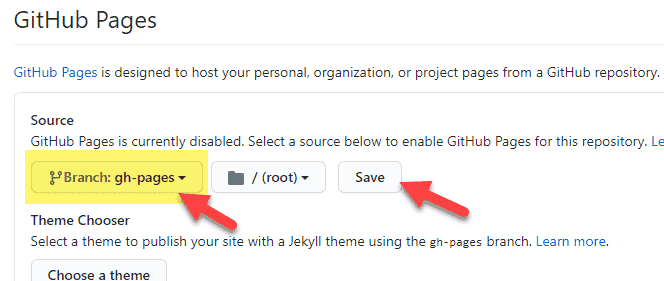 GitHub Pages
GitHub Pages is designed to host your personal, organization, or project pages from a GitHub repository.
Source
GitHub Pages is currently disabled. Select a source below to enable GitHub Pages for this repository. Le
Branch: gh-pages / (root) Save
Theme Chooser
Select a theme to publish your site with a Jekyll theme using the gh-pages branch. Learn more.
Choose a theme